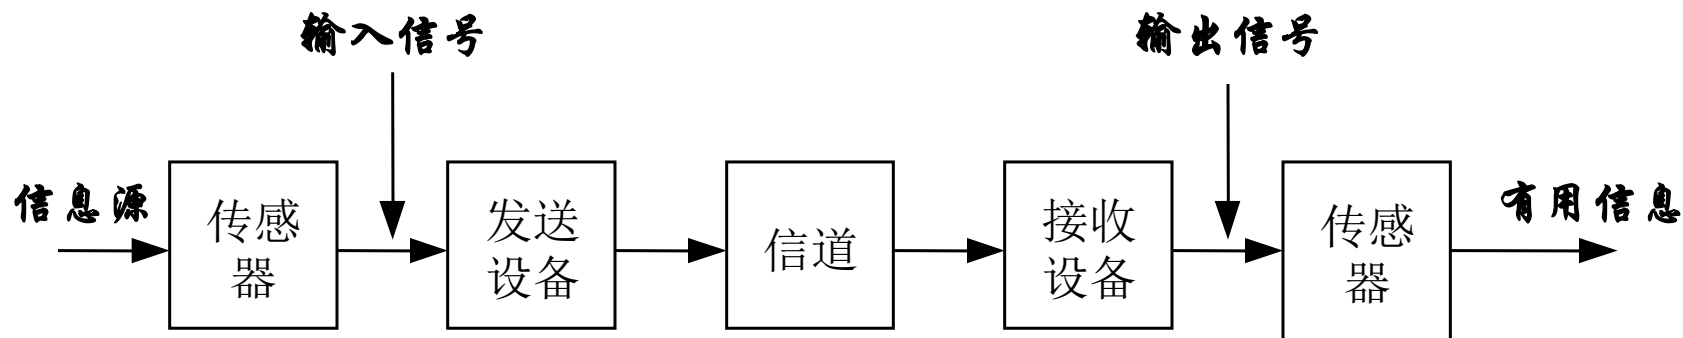 输入信号
输出信号
信息源
传感
器
发送
设备
信道
接收
设备
传感
器
有用信息